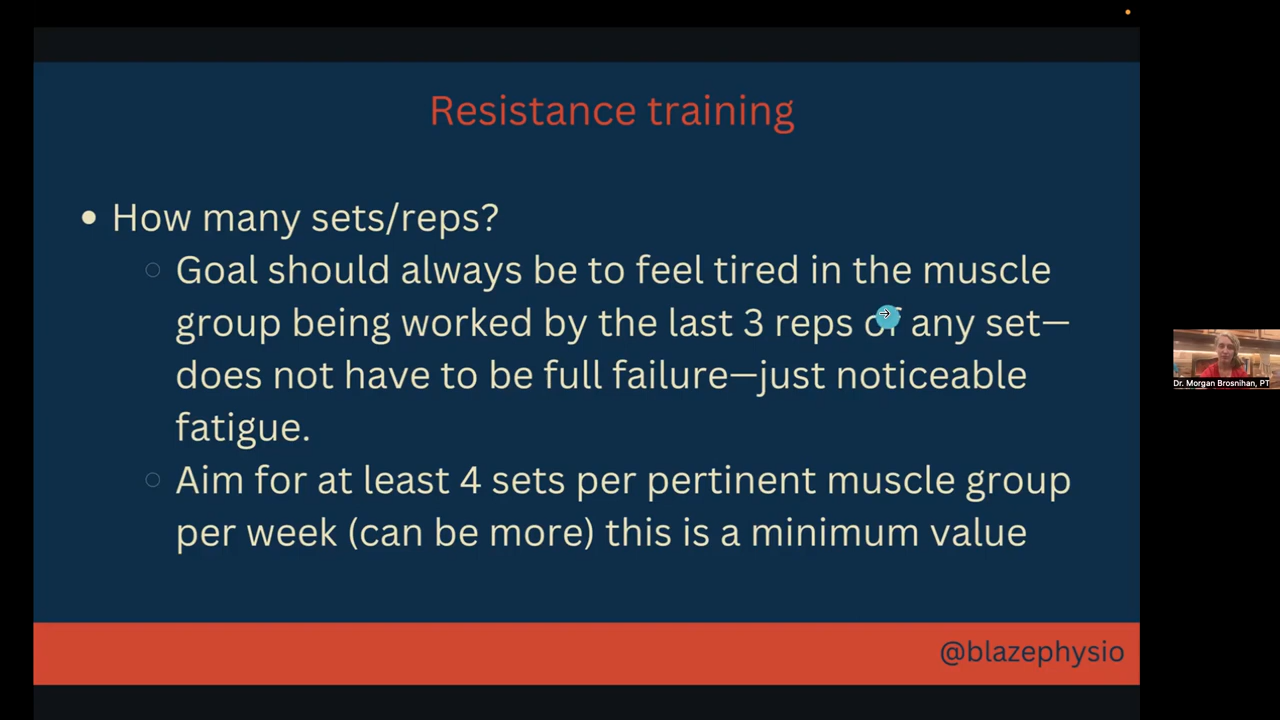 Resistance training
How many sets/reps?
Goal should always be to feel tired in the muscle
group being worked by the last 3 reps of any set—
does not have to be full failure—just noticeable
fatigue.
Aim for at least 4 sets per pertinent muscle group
per week (can be more) this is a minimum value
Dr. Morgan Brosnihan, PT
@blazephysio